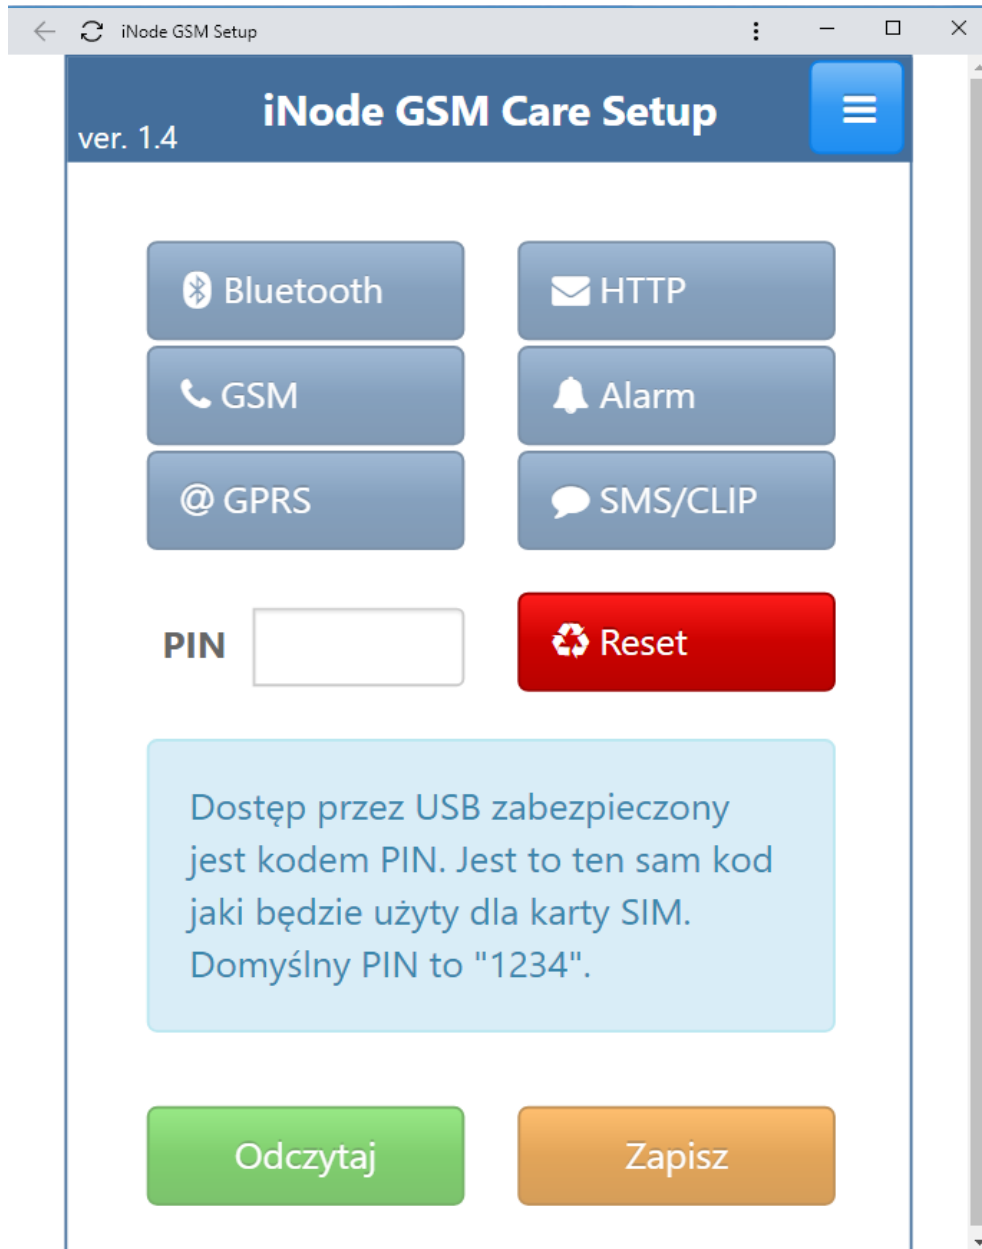 iNode GSM Setup
iNode GSM Care Setup
ver. 1.4
Bluetooth
HTTP
GSM
Alarm
@ GPRS
SMS/CLIP
PIN
Reset
Dostęp przez USB zabezpieczony
jest kodem PIN. Jest to ten sam kod
jaki będzie użyty dla karty SIM.
Domyślny PIN to "1234".
Odczytaj
Zapisz